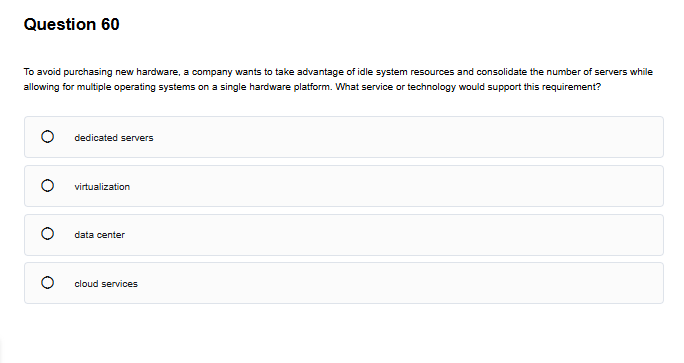 Question 60
To avoid purchasing new hardware, a company wants to take advantage of idle system resources and consolidate the number of servers while
allowing for multiple operating systems on a single hardware platform. What service or technology would support this requirement?
dedicated servers
virtualization
data center
cloud services